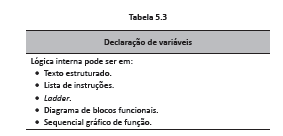 Tabela 5.3
Declaração de variáveis
Lógica interna pode ser em:
• Texto estruturado.
• Lista de instruções.
• Ladder.
• Diagrama de blocos funcionais.
• Sequencial gráfico de função.